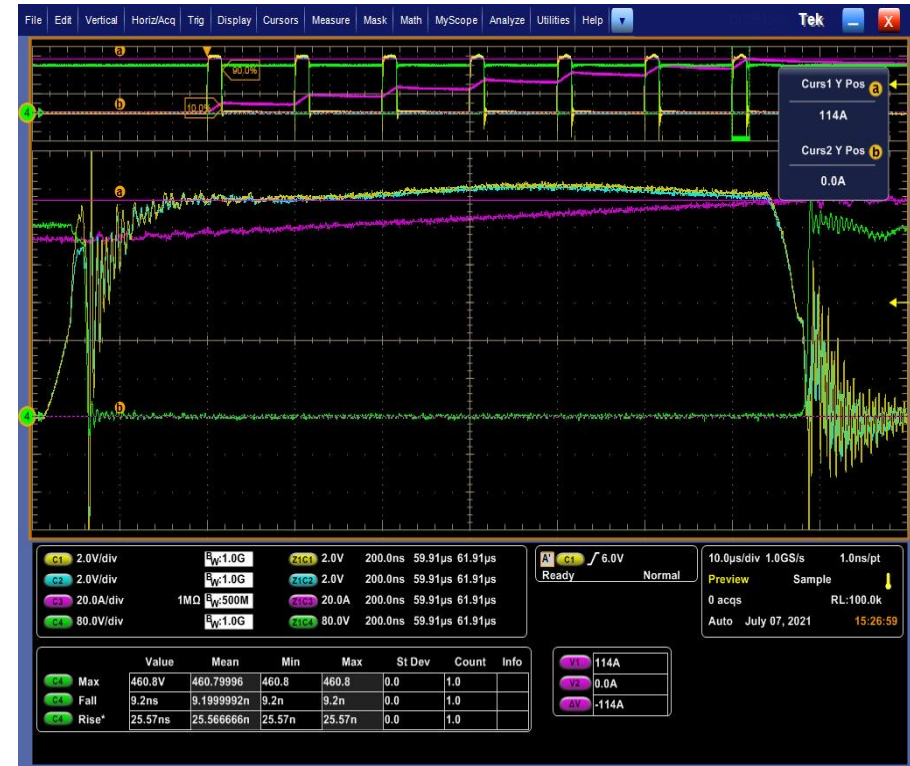 File Edit Vertical Horiz/Acq Trig Display Cursors Measure Mask Math MyScope Analyze Utilities Help Tek X
a
90.0%
Curs1 Y Pos a
114A
b
10.0%
4
Curs2 Y Pos b
0.0A
a
b
4
C1 2.0V/div BW:1.0G
C2 2.0V/div BW:1.0G
C3 20.0A/div 1MΩ BW:500M
C4 80.0V/div BW:1.0G
Z1C1 2.0V 200.0ns 59.91µs 61.91µs
Z1C2 2.0V 200.0ns 59.91µs 61.91µs
Z1C3 20.0A 200.0ns 59.91µs 61.91µs
Z1C4 80.0V 200.0ns 59.91µs 61.91µs
A' C1 6.0V
Ready Normal
10.0µs/div 1.0GS/s 1.0ns/pt
Preview Sample
0 acqs RL:100.0k
Auto July 07, 2021 15:26:59
Value Mean Min Max St Dev Count Info
C4 Max 460.8V 460.79996 460.8 460.8 0.0 1.0
C4 Fall 9.2ns 9.1999992n 9.2n 9.2n 0.0 1.0
C4 Rise* 25.57ns 25.566666n 25.57n 25.57n 0.0 1.0
V1 114A
V2 0.0A
ΔV -114A